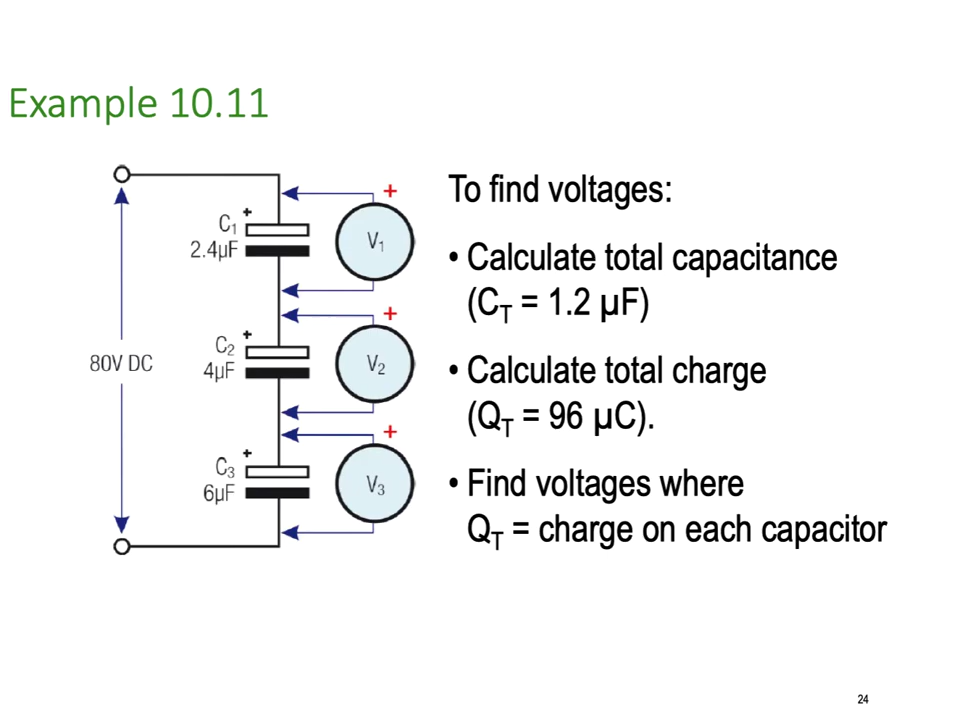 Example 10.11
80V DC
C₁
2.4µF
+
V₁
+
C₂
4µF
+
V₂
+
C₃
6µF
+
V₃
+
To find voltages:
• Calculate total capacitance
(C_T = 1.2 µF)
• Calculate total charge
(Q_T = 96 µC).
• Find voltages where
Q_T = charge on each capacitor
24